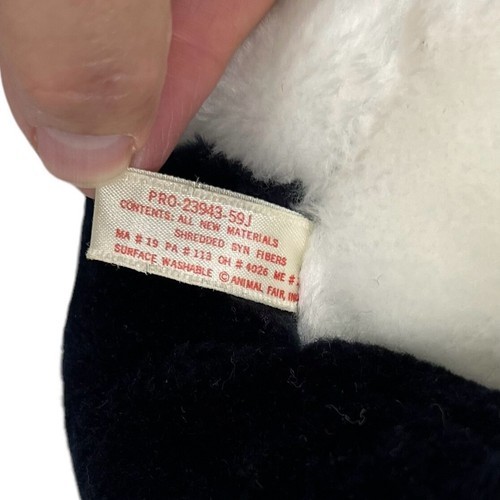 PRO-23943-59J
CONTENTS: ALL NEW MATERIALS
SHREDDED SYN FIBERS
MA # 19 PA # 113 OH # 4026 ME #
SURFACE WASHABLE © ANIMAL FAIR, INC